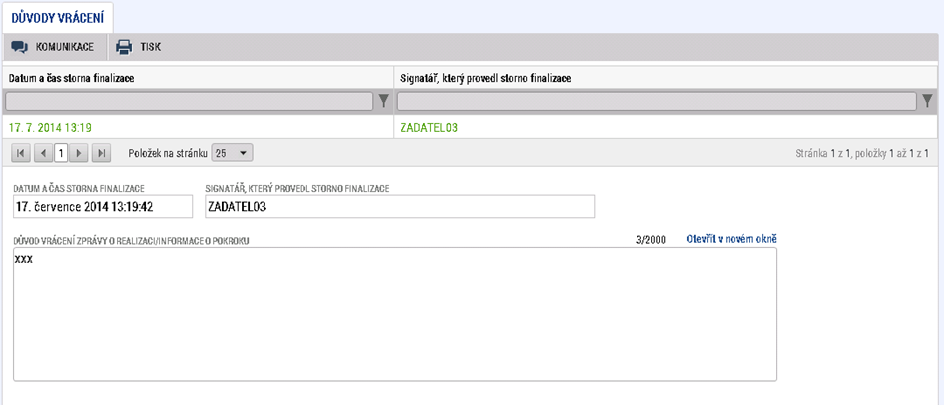 DŮVODY VRÁCENÍ
KOMUNIKACE TISK
Datum a čas storna finalizace Signatář, který provedl storno finalizace
17. 7. 2014 13:19 ZADATEL03
1 Položek na stránku 25 Stránka 1 z 1, položky 1 až 1 z 1
DATUM A ČAS STORNA FINALIZACE SIGNATÁŘ, KTERÝ PROVEDL STORNO FINALIZACE
17. července 2014 13:19:42 ZADATEL03
DŮVOD VRÁCENÍ ZPRÁVY O REALIZACI/INFORMACE O POKROKU 3/2000 Otevřít v novém okně
xxx